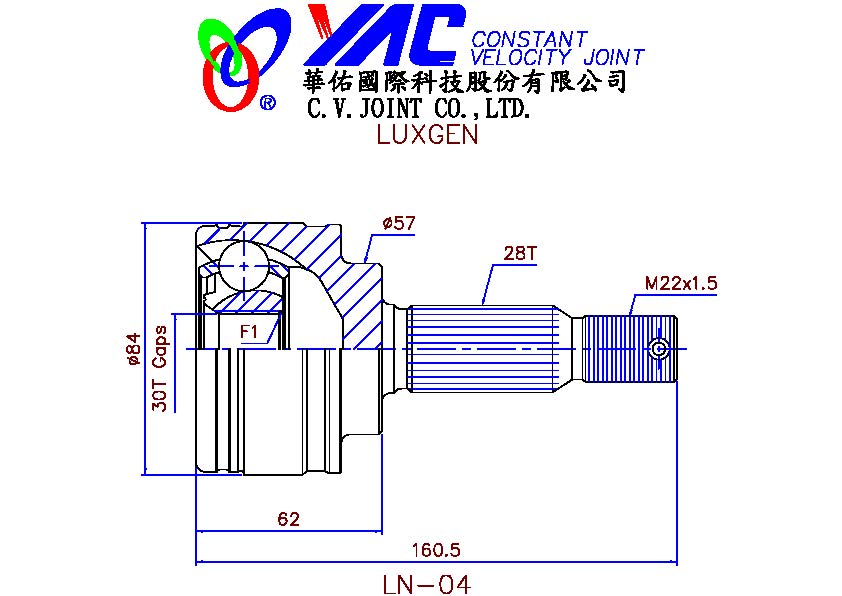 YAC CONSTANT
VELOCITY JOINT
®
華佑國際科技股份有限公司
C.V.JOINT CO.,LTD.
LUXGEN
ø57
28T
M22x1.5
F1
ø84
30T Gaps
62
160.5
LN-04